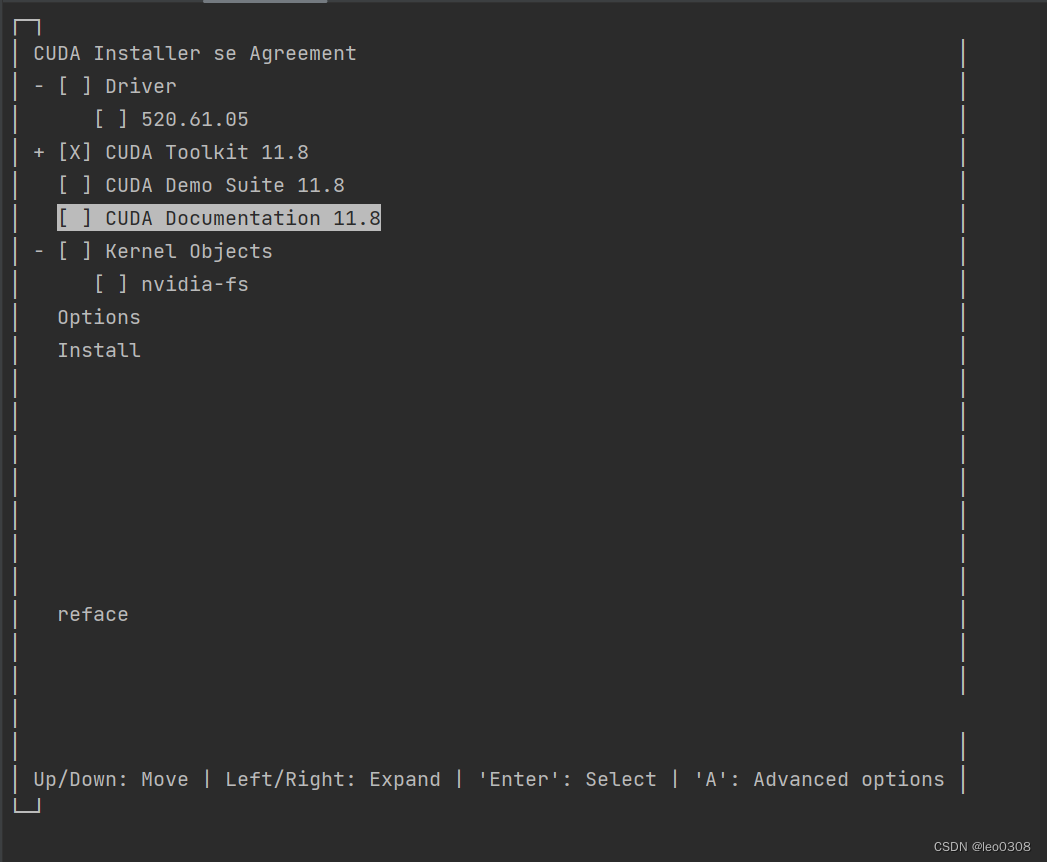 CUDA Installer se Agreement
- [ ] Driver
[ ] 520.61.05
+ [X] CUDA Toolkit 11.8
[ ] CUDA Demo Suite 11.8
[ ] CUDA Documentation 11.8
- [ ] Kernel Objects
[ ] nvidia-fs
Options
Install
reface
Up/Down: Move | Left/Right: Expand | 'Enter': Select | 'A': Advanced options
CSDN @leo0308